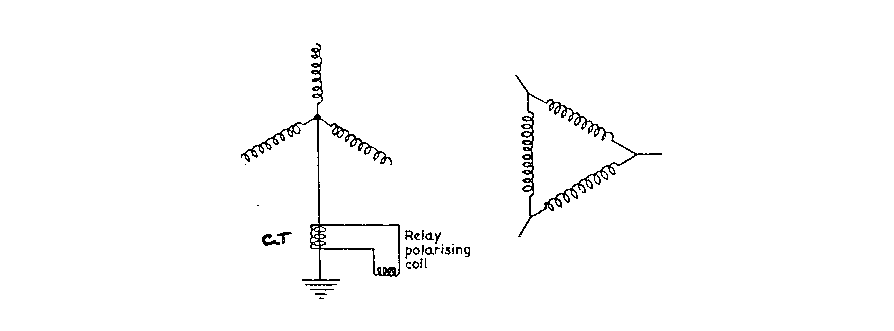 C.T
Relay
polarising
coil